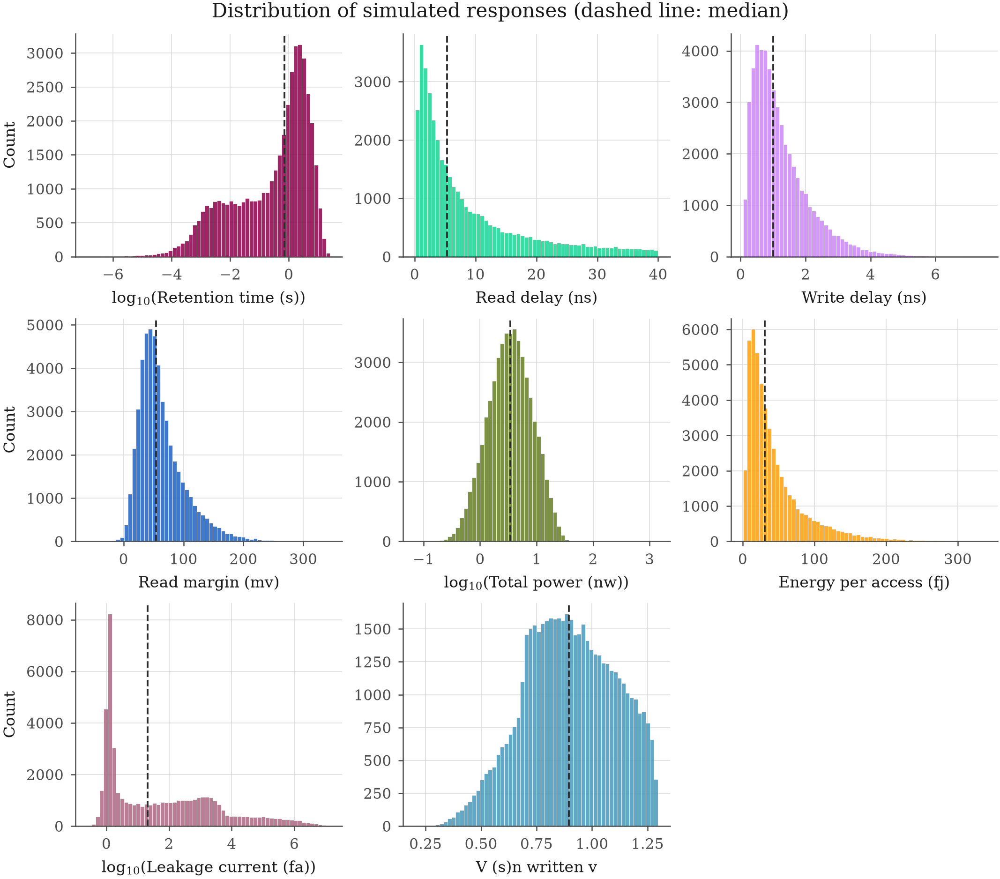 Distribution of simulated responses (dashed line: median)
Count
3000
2500
2000
1500
1000
500
0
−6 −4 −2 0
log₁₀(Retention time (s))
3000
2000
1000
0
0 10 20 30 40
Read delay (ns)
4000
3000
2000
1000
0
0 2 4 6
Write delay (ns)
Count
5000
4000
3000
2000
1000
0
0 100 200 300
Read margin (mv)
3000
2000
1000
0
−1 0 1 2 3
log₁₀(Total power (nw))
6000
5000
4000
3000
2000
1000
0
0 100 200 300
Energy per access (fj)
Count
8000
6000
4000
2000
0
0 2 4 6
log₁₀(Leakage current (fa))
1500
1250
1000
750
500
250
0
0.25 0.50 0.75 1.00 1.25
V (s)n written v